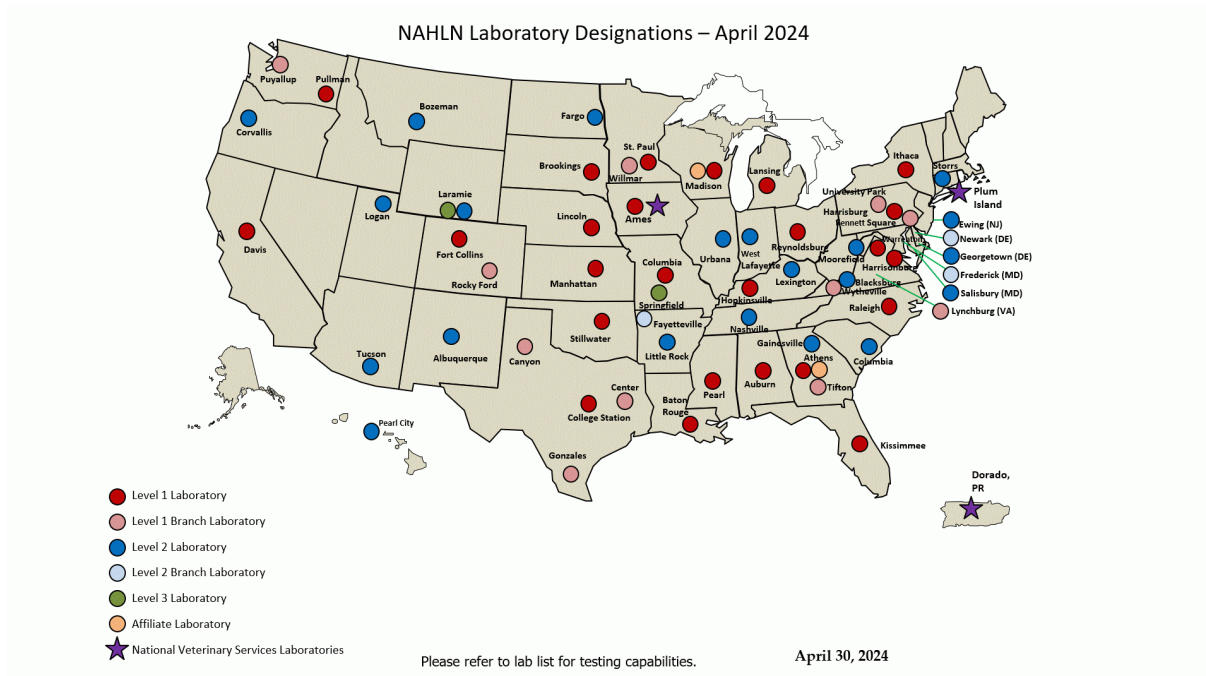 NAHLN Laboratory Designations – April 2024
Puyallup
Pullman
Corvallis
Bozeman
Fargo
St. Paul
Willmar
Brookings
Madison
Lansing
Ithaca
Storrs
Plum
Island
University Park
Harrisburg
Kennett Square
Ewing (NJ)
Newark (DE)
Georgetown (DE)
Frederick (MD)
Salisbury (MD)
Lynchburg (VA)
Laramie
Logan
Lincoln
Ames
Davis
Fort Collins
Rocky Ford
Manhattan
Columbia
Springfield
Urbana
West
Lafayette
Reynoldsburg
Moorefield
Warrenton
Harrisonburg
Lexington
Blacksburg
Wytheville
Hopkinsville
Raleigh
Nashville
Fayetteville
Little Rock
Stillwater
Canyon
Albuquerque
Tucson
Gainesville
Athens
Columbia
Tifton
Auburn
Pearl
Baton
Rouge
Center
College Station
Gonzales
Kissimmee
Pearl City
Dorado,
PR
Level 1 Laboratory
Level 1 Branch Laboratory
Level 2 Laboratory
Level 2 Branch Laboratory
Level 3 Laboratory
Affiliate Laboratory
National Veterinary Services Laboratories
Please refer to lab list for testing capabilities.
April 30, 2024